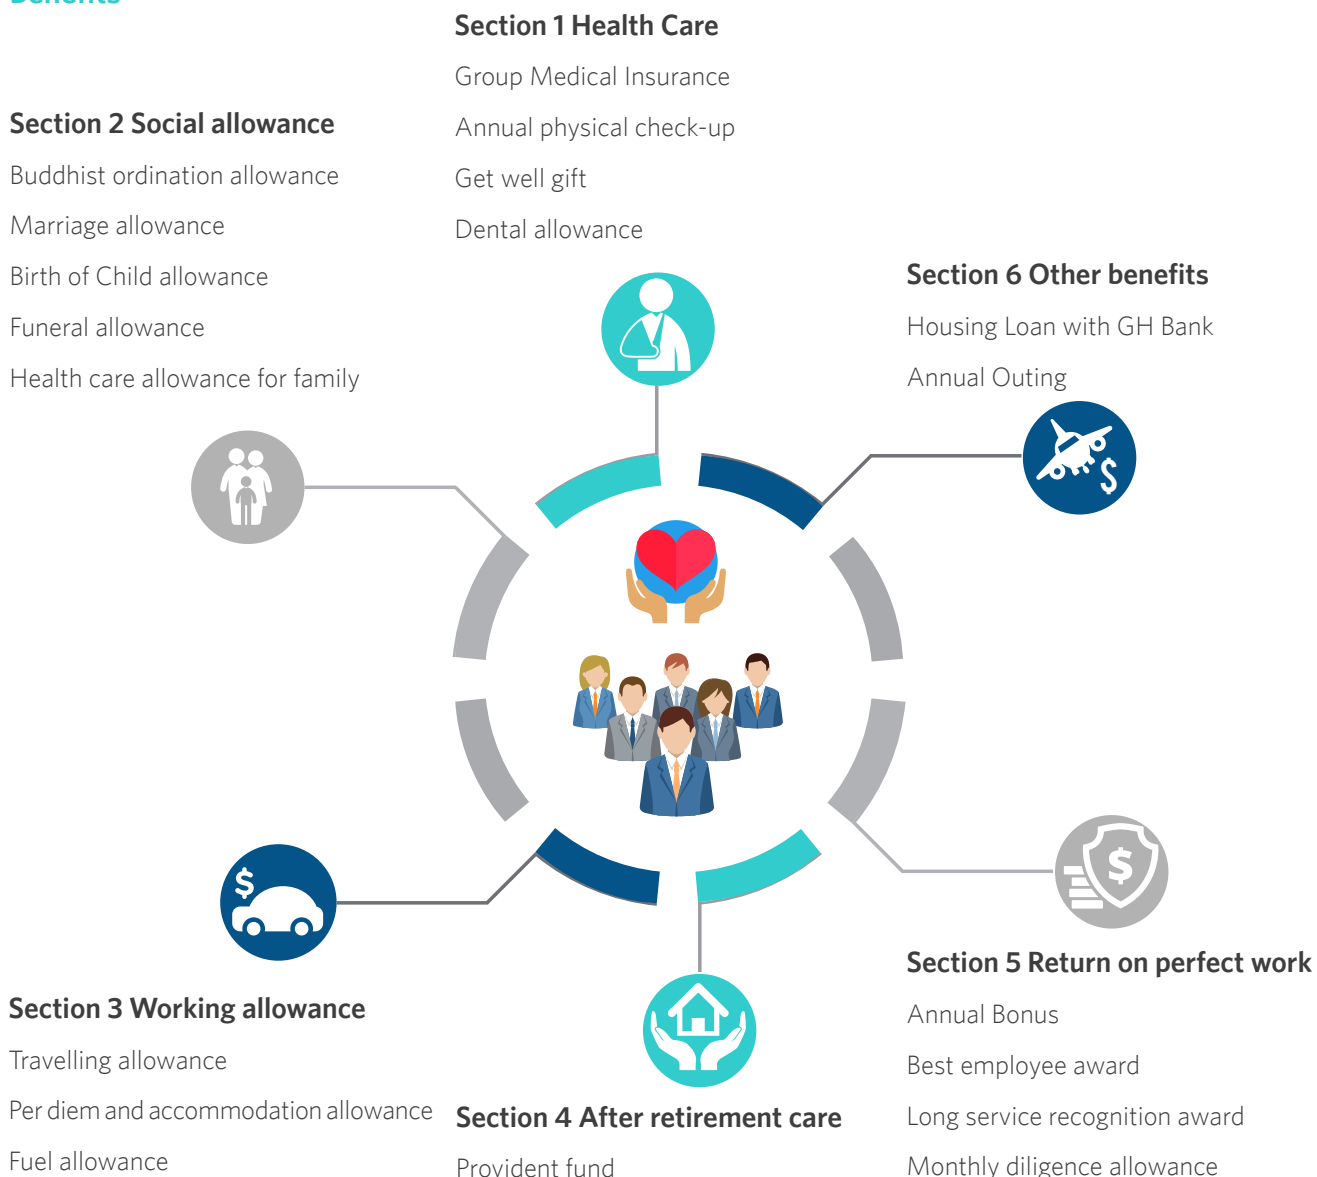 Benefits
Section 1 Health Care
Group Medical Insurance
Annual physical check-up
Get well gift
Dental allowance
Section 2 Social allowance
Buddhist ordination allowance
Marriage allowance
Birth of Child allowance
Funeral allowance
Health care allowance for family
Section 6 Other benefits
Housing Loan with GH Bank
Annual Outing
$
$
$
Section 3 Working allowance
Travelling allowance
Per diem and accommodation allowance
Fuel allowance
Section 4 After retirement care
Provident fund
Section 5 Return on perfect work
Annual Bonus
Best employee award
Long service recognition award
Monthly diligence allowance